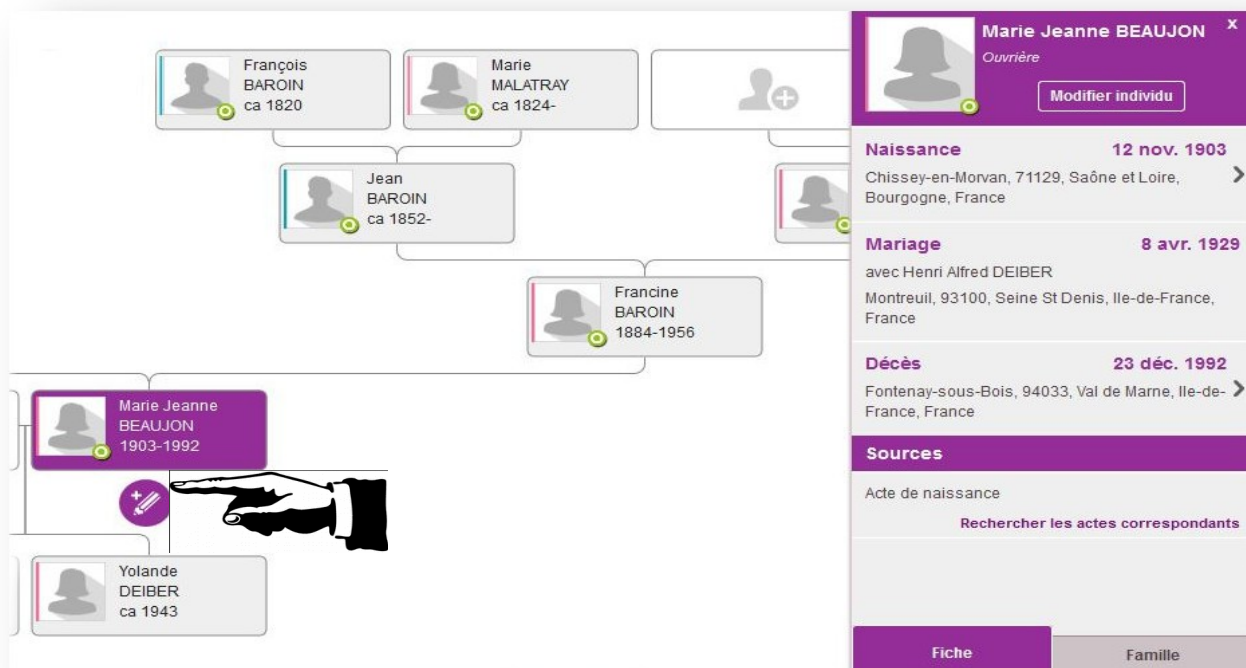 François
BAROIN
ca 1820
Marie
MALATRAY
ca 1824-
Jean
BAROIN
ca 1852-
Francine
BAROIN
1884-1956
Marie Jeanne
BEAUJON
1903-1992
Yolande
DEIBER
ca 1943
Marie Jeanne BEAUJON
x
Ouvrière
Modifier individu
Naissance 12 nov. 1903
Chissey-en-Morvan, 71129, Saône et Loire,
Bourgogne, France
Mariage 8 avr. 1929
avec Henri Alfred DEIBER
Montreuil, 93100, Seine St Denis, Ile-de-France,
France
Décès 23 déc. 1992
Fontenay-sous-Bois, 94033, Val de Marne, Ile-de-
France, France
Sources
Acte de naissance
Rechercher les actes correspondants
Fiche
Famille